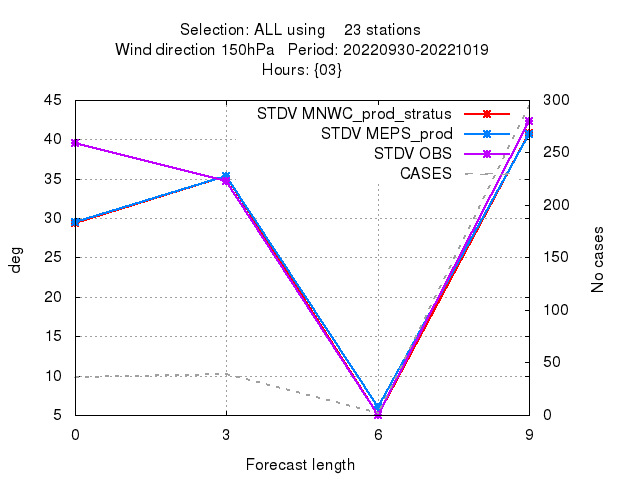 Selection: ALL using 23 stations
Wind direction 150hPa Period: 20220930-20221019
Hours: {03}
STDV MNWC_prod_stratus
STDV MEPS_prod
STDV OBS
CASES
deg
45
40
35
30
25
20
15
10
5
300
250
200
150
100
50
0
No cases
0 3 6 9
Forecast length